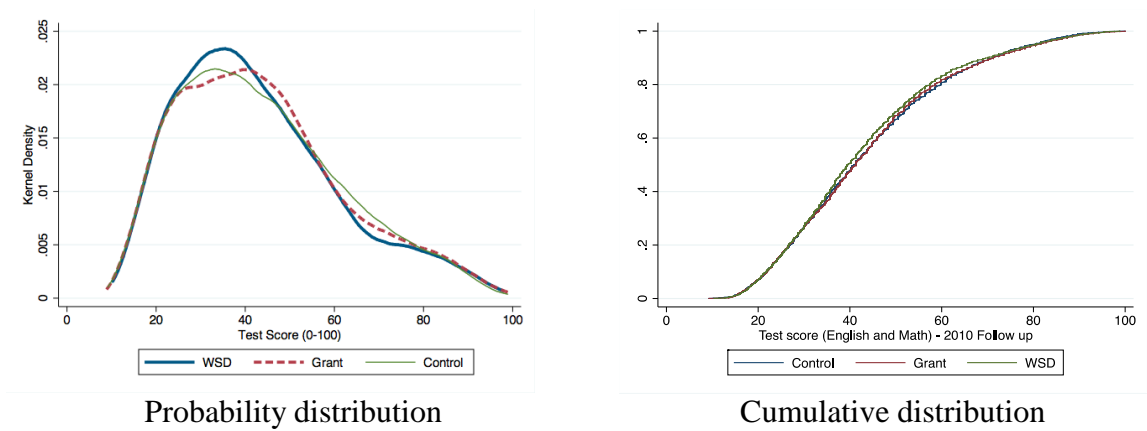 .025
.02
.015
.01
.005
0
Kernel Density
0
20
40
60
80
100
Test Score (0-100)
WSD
Grant
Control
Probability distribution
1
.8
.6
.4
.2
0
0
20
40
60
80
100
Test score (English and Math) - 2010 Follow up
Control
Grant
WSD
Cumulative distribution